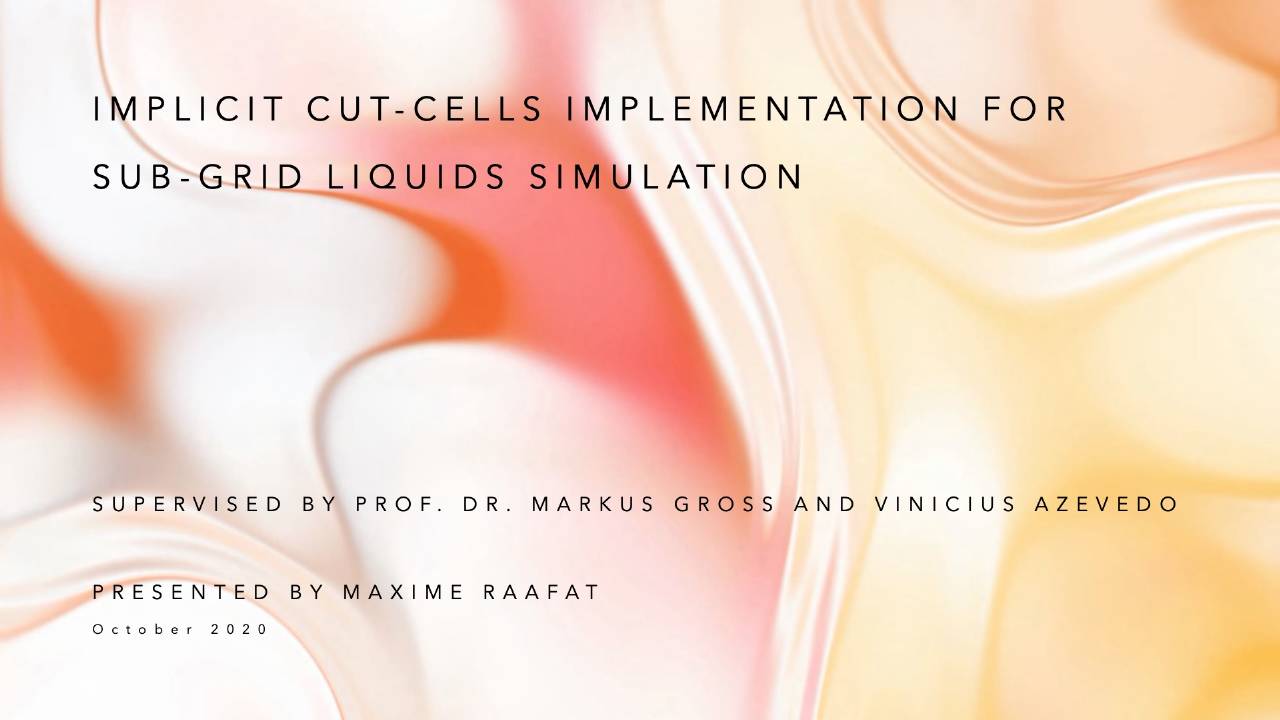 IMPLICIT CUT-CELLS IMPLEMENTATION FOR
SUB-GRID LIQUIDS SIMULATION
SUPERVISED BY PROF. DR. MARKUS GROSS AND VINICIUS AZEVEDO
PRESENTED BY MAXIME RAAFAT
October 2020